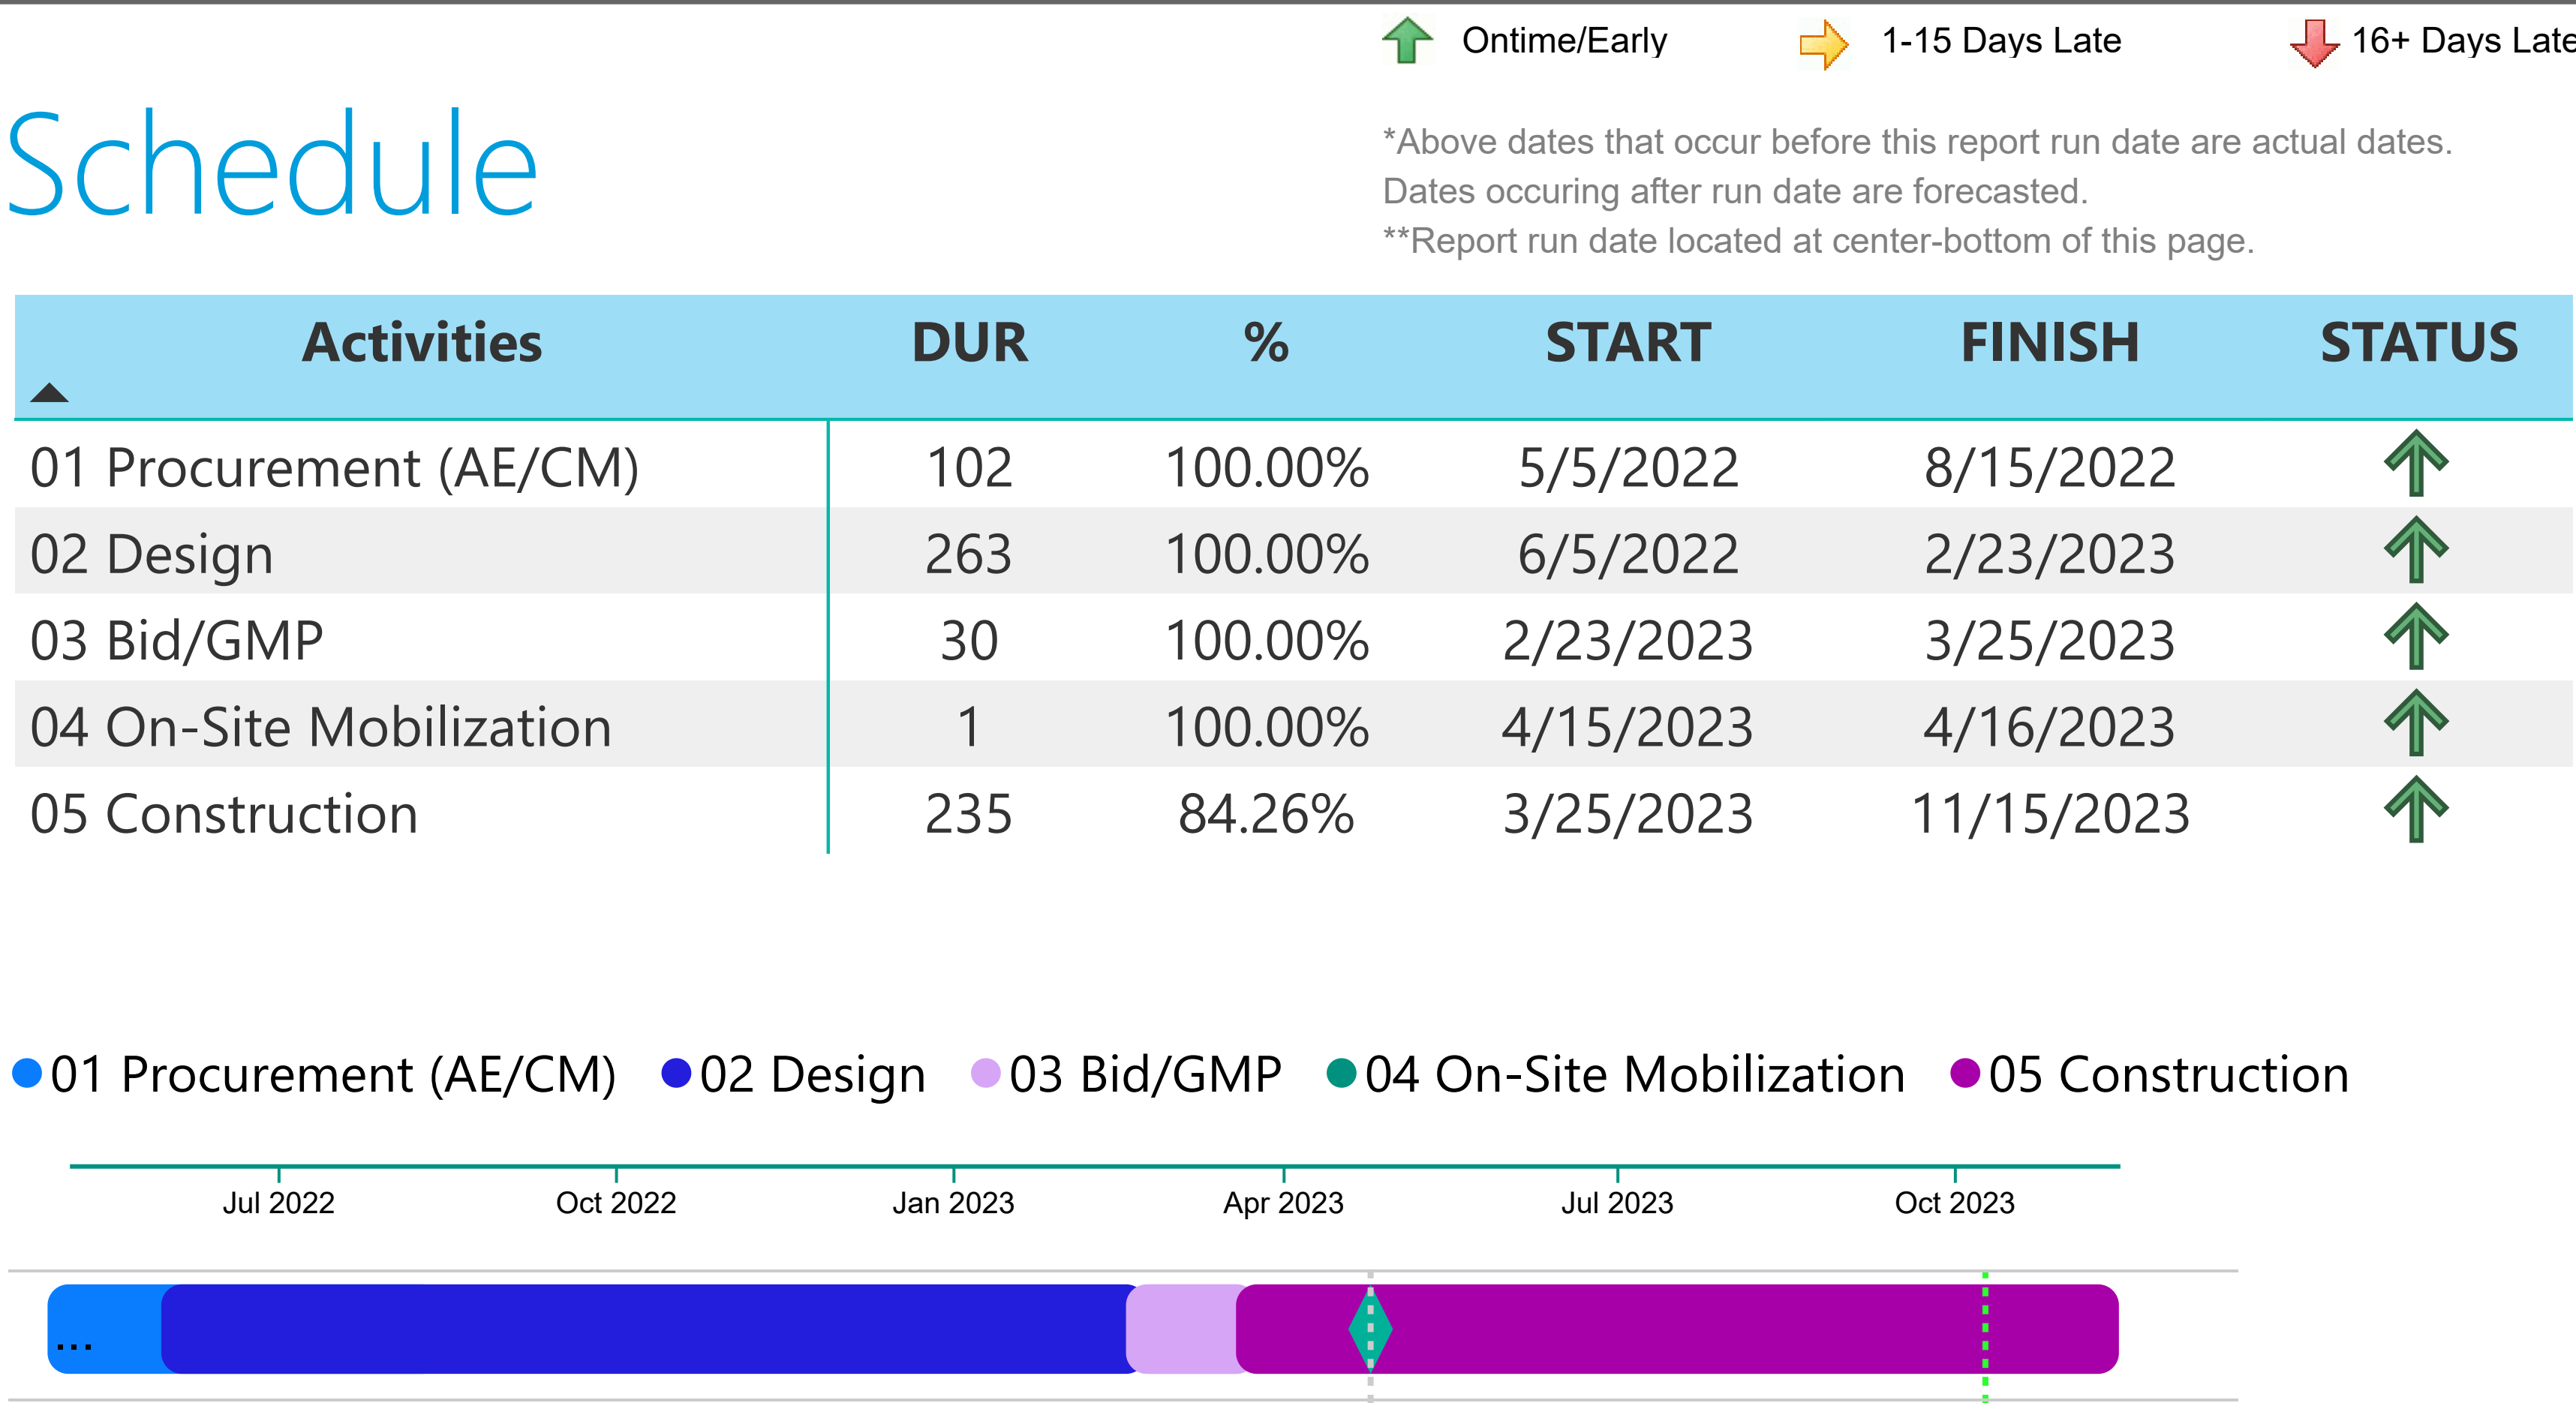 Ontime/Early 1-15 Days Late 16+ Days Late
Schedule
*Above dates that occur before this report run date are actual dates.
Dates occuring after run date are forecasted.
**Report run date located at center-bottom of this page.
Activities DUR % START FINISH STATUS
01 Procurement (AE/CM) 102 100.00% 5/5/2022 8/15/2022
02 Design 263 100.00% 6/5/2022 2/23/2023
03 Bid/GMP 30 100.00% 2/23/2023 3/25/2023
04 On-Site Mobilization 1 100.00% 4/15/2023 4/16/2023
05 Construction 235 84.26% 3/25/2023 11/15/2023
01 Procurement (AE/CM) 02 Design 03 Bid/GMP 04 On-Site Mobilization 05 Construction
Jul 2022 Oct 2022 Jan 2023 Apr 2023 Jul 2023 Oct 2023
...